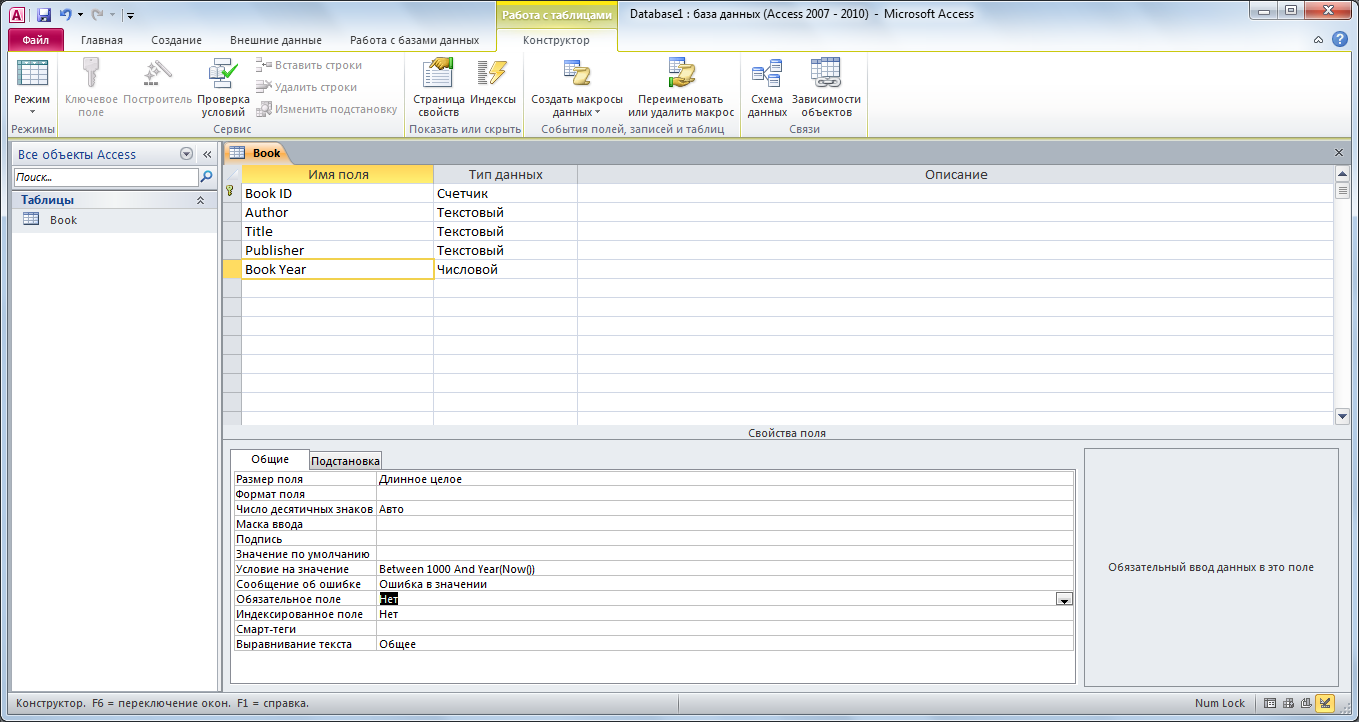 Работа с таблицами
Database1 : база данных (Access 2007 - 2010) - Microsoft Access
Файл Главная Создание Внешние данные Работа с базами данных Конструктор
Режим
Ключевое поле
Построитель
Проверка условий
Вставить строки
Удалить строки
Изменить подстановку
Страница свойств
Индексы
Создать макросы данных
Переименовать или удалить макрос
Схема данных
Зависимости объектов
Режимы Сервис Показать или скрыть События полей, записей и таблиц Связи
Все объекты Access
Поиск...
Таблицы
Book
Book
Имя поля Тип данных Описание
Book ID Счетчик
Author Текстовый
Title Текстовый
Publisher Текстовый
Book Year Числовой
Свойства поля
Общие Подстановка
Размер поля Длинное целое
Формат поля
Число десятичных знаков Авто
Маска ввода
Подпись
Значение по умолчанию
Условие на значение Between 1000 And Year(Now())
Сообщение об ошибке Ошибка в значении
Обязательное поле Нет
Индексированное поле Нет
Смарт-теги
Выравнивание текста Общее
Обязательный ввод данных в это поле
Конструктор. F6 = переключение окон. F1 = справка.
Num Lock